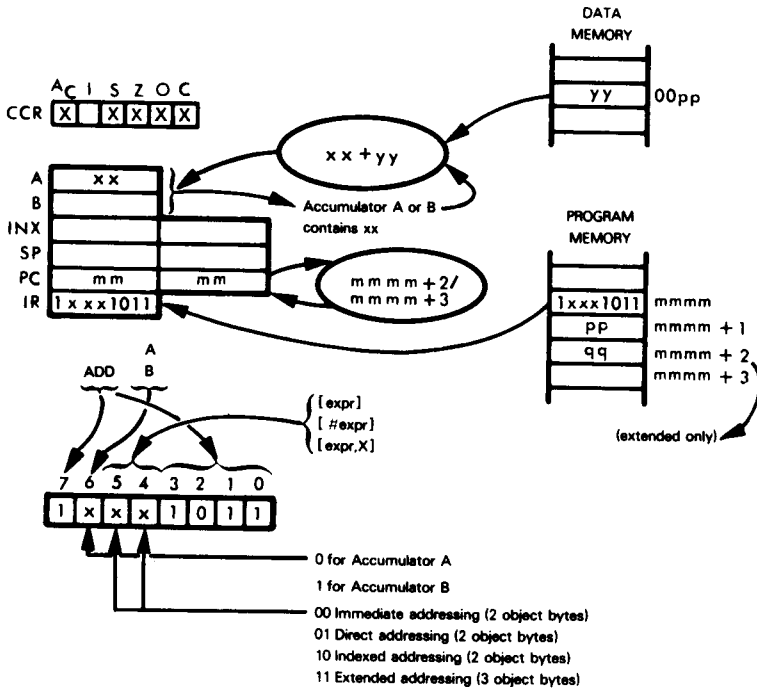 DATA
MEMORY
AC I S Z O C
CCR X X X X X
yy 00pp
xx + yy
A xx
B
Accumulator A or B
contains xx
INX
SP
PC mm mm
IR 1xxx1011
mmmm + 2/
mmmm + 3
PROGRAM
MEMORY
1xxx1011 mmmm
pp mmmm + 1
qq mmmm + 2
mmmm + 3
(extended only)
A
ADD B
[expr]
[#expr]
[expr,X]
7 6 5 4 3 2 1 0
1 x x x 1 0 1 1
0 for Accumulator A
1 for Accumulator B
00 Immediate addressing (2 object bytes)
01 Direct addressing (2 object bytes)
10 Indexed addressing (2 object bytes)
11 Extended addressing (3 object bytes)